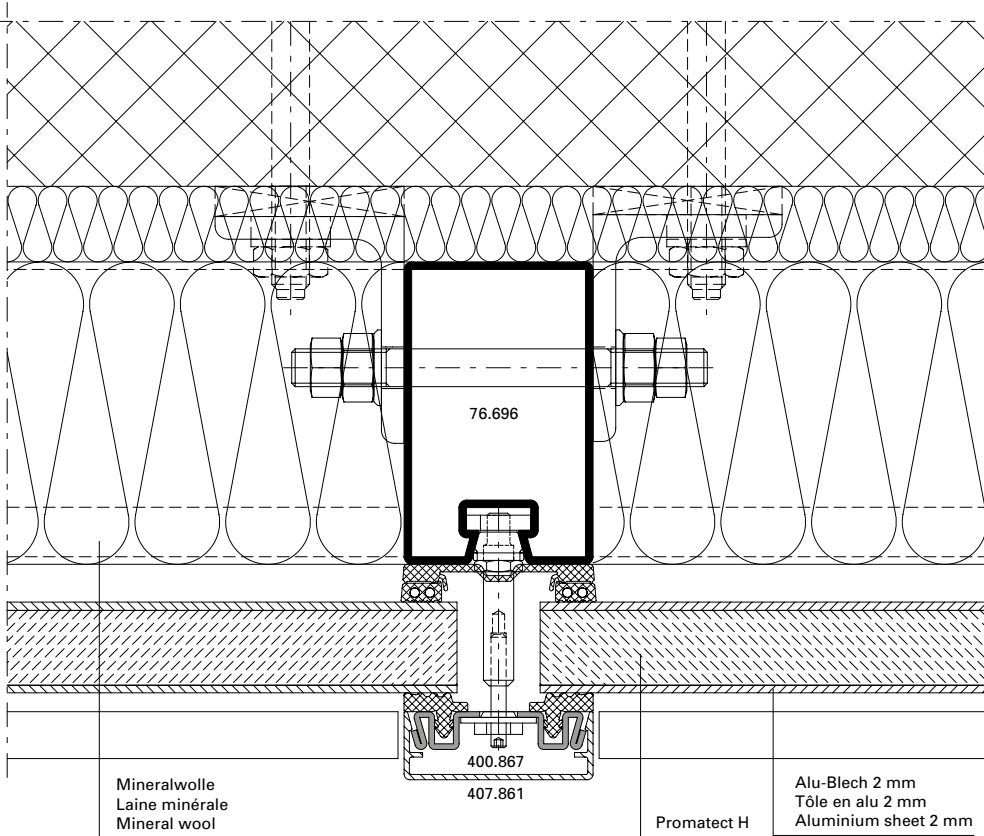 76.696
400.867
407.861
Mineralwolle
Laine minérale
Mineral wool
Promatect H
Alu-Blech 2 mm
Tôle en alu 2 mm
Aluminium sheet 2 mm